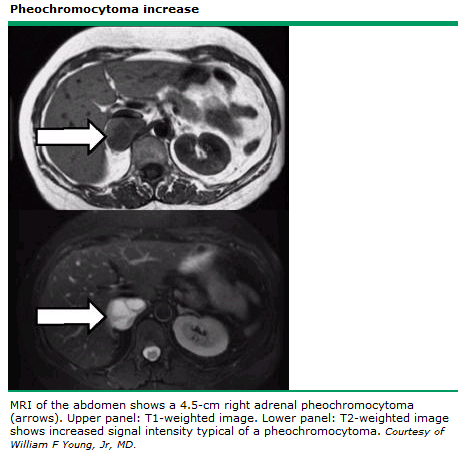 Pheochromocytoma increase
MRI of the abdomen shows a 4.5-cm right adrenal pheochromocytoma
(arrows). Upper panel: T1-weighted image. Lower panel: T2-weighted image
shows increased signal intensity typical of a pheochromocytoma. Courtesy of
William F Young, Jr, MD.